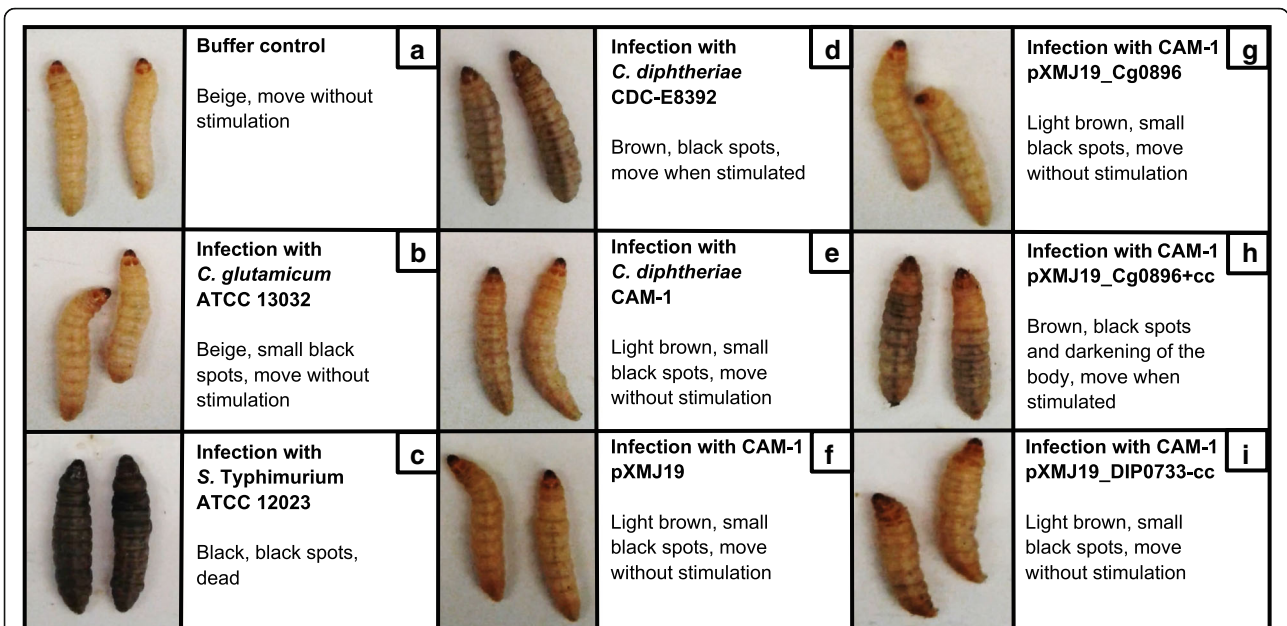 Buffer control
a
Beige, move without
stimulation
Infection with
b
C. glutamicum
ATCC 13032
Beige, small black
spots, move without
stimulation
Infection with
c
S. Typhimurium
ATCC 12023
Black, black spots,
dead
Infection with
d
C. diphtheriae
CDC-E8392
Brown, black spots,
move when stimulated
Infection with
e
C. diphtheriae
CAM-1
Light brown, small
black spots, move
without stimulation
Infection with CAM-1
f
pXMJ19
Light brown, small
black spots, move
without stimulation
Infection with CAM-1
g
pXMJ19_Cg0896
Light brown, small
black spots, move
without stimulation
Infection with CAM-1
h
pXMJ19_Cg0896+cc
Brown, black spots
and darkening of the
body, move when
stimulated
Infection with CAM-1
i
pXMJ19_DIP0733-cc
Light brown, small
black spots, move
without stimulation